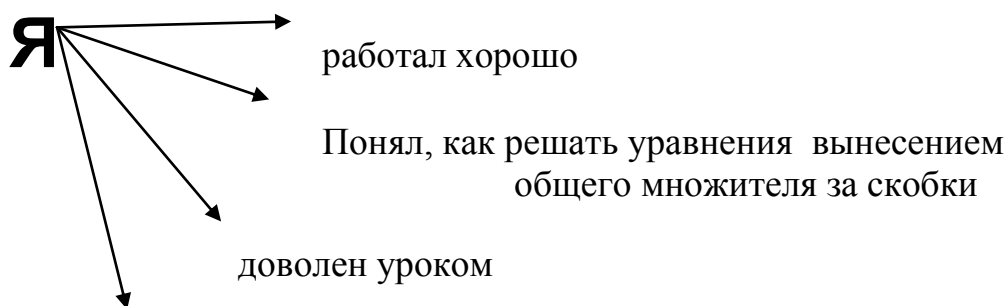 Я
работал хорошо
Понял, как решать уравнения вынесением
общего множителя за скобки
доволен уроком